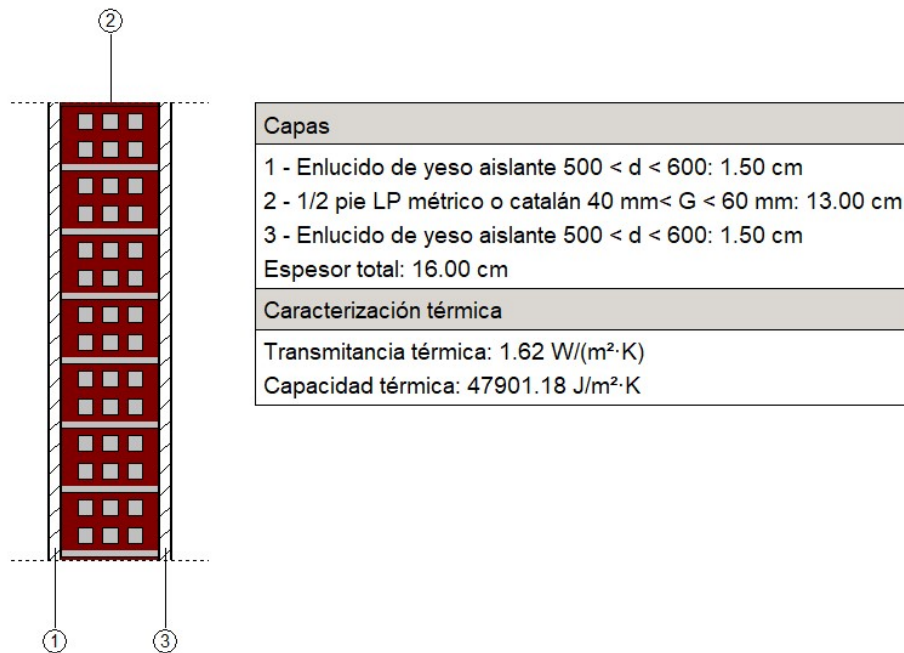 2
Capas
1 - Enlucido de yeso aislante 500 < d < 600: 1.50 cm
2 - 1/2 pie LP métrico o catalán 40 mm< G < 60 mm: 13.00 cm
3 - Enlucido de yeso aislante 500 < d < 600: 1.50 cm
Espesor total: 16.00 cm
Caracterización térmica
Transmitancia térmica: 1.62 W/(m²·K)
Capacidad térmica: 47901.18 J/m²·K
1 3